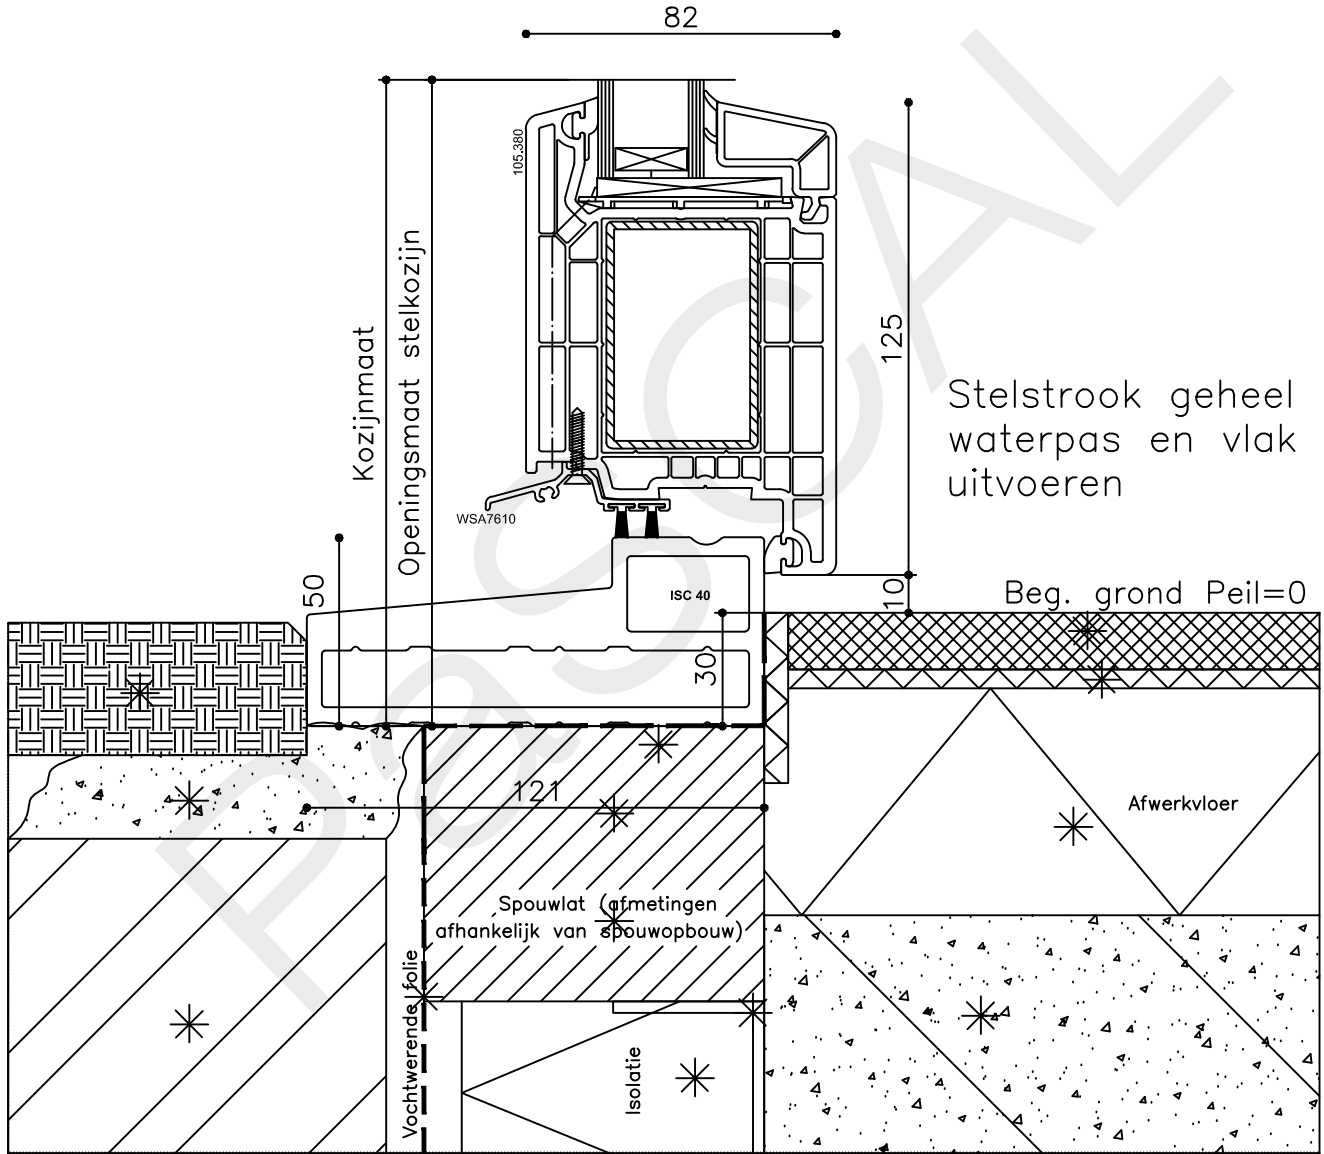 82
105.380
Kozijnmaat
Openingsmaat stelkozijn
125
Stelstrook geheel
waterpas en vlak
uitvoeren
WSA7610
50
ISC 40
10
Beg. grond Peil=0
30
121
Afwerkvloer
Spouwlat (afmetingen
afhankelijk van spouwopbouw)
Vochtwerende folie
Isolatie
PaSCAL